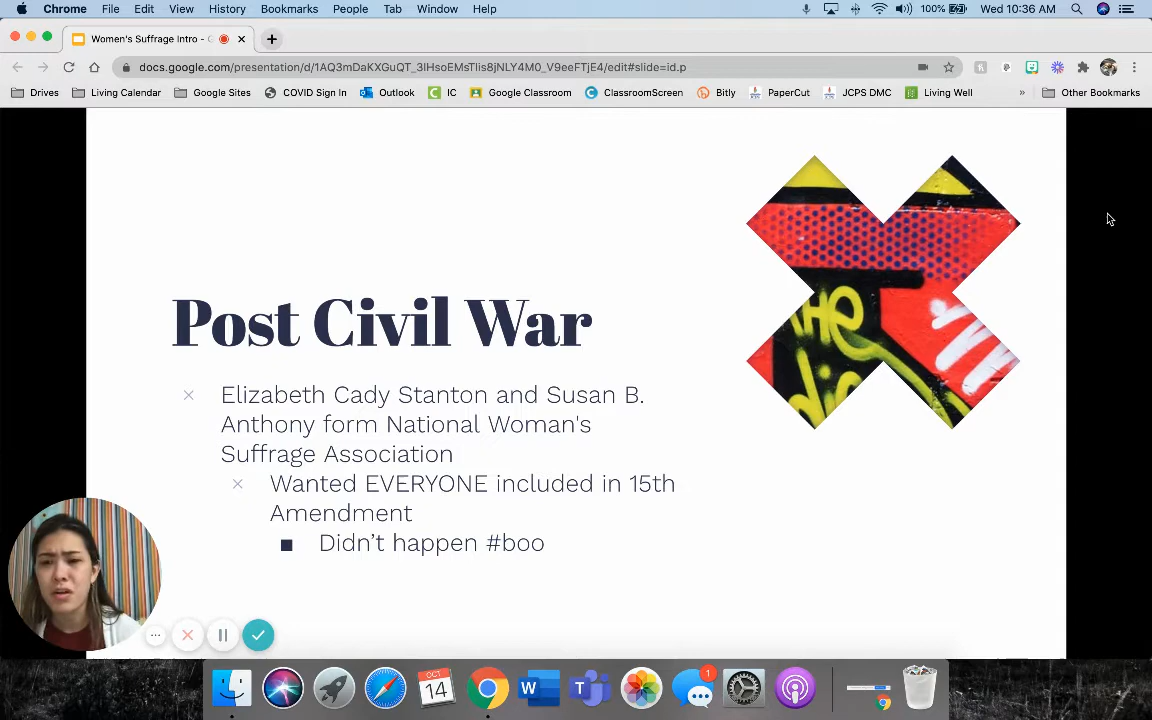 Chrome File Edit View History Bookmarks People Tab Window Help 100% Wed 10:36 AM
Women's Suffrage Intro -
docs.google.com/presentation/d/1AQ3mDaKXGuQT_3lHsoEMsTlis8jNLY4M0_V9eeFTjE4/edit#slide=id.p
Drives Living Calendar Google Sites COVID Sign In Outlook IC Google Classroom ClassroomScreen Bitly PaperCut JCPS DMC Living Well » Other Bookmarks
the
Post Civil War
Elizabeth Cady Stanton and Susan B.
Anthony form National Woman's
Suffrage Association
Wanted EVERYONE included in 15th
Amendment
Didn't happen #boo
OCT
14
1